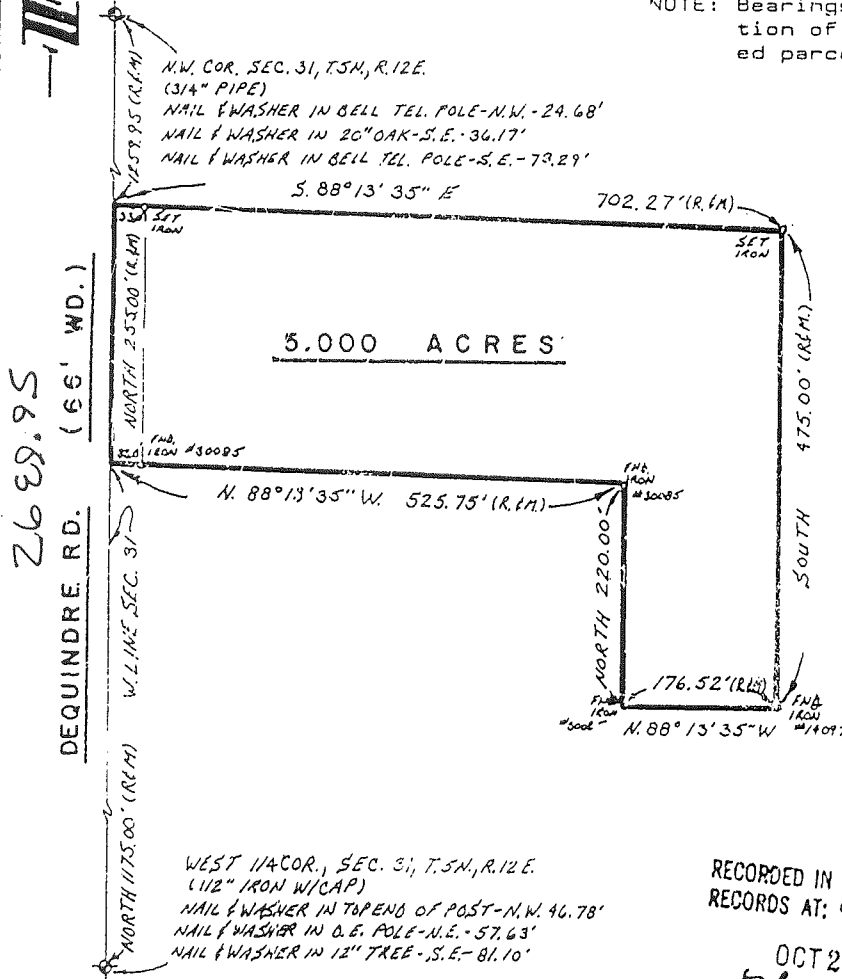 NOTE: Bearings
tion of
ed parc
1259.95 (R&M)
N.W. COR. SEC. 31, T.5N., R.12E.
(3/4" PIPE)
NAIL & WASHER IN BELL TEL. POLE-N.W.-24.68'
NAIL & WASHER IN 20" OAK-S.E.-36.17'
NAIL & WASHER IN BELL TEL. POLE-S.E.-73.29'
S. 88° 13' 35" E
702.27' (R&M)
SET
IRON
SET
IRON
NORTH 255.00' (R&M)
5.000 ACRES
475.00' (R&M.)
SOUTH
FND.
IRON #30085
N. 88° 13' 35" W. 525.75' (R&M.)
FND.
IRON
#30085
NORTH 220.00'
176.52' (R&M)
FND
IRON
N. 88° 13' 35" W
FND
IRON
2689.95
DEQUINDRE RD. (66' WD.)
W. LINE SEC. 31
NORTH 1175.00' (R&M)
WEST 1/4 COR., SEC. 31, T.5N., R.12E.
(1/2" IRON W/CAP)
NAIL & WASHER IN TOP END OF POST-N.W. 46.78'
NAIL & WASHER IN O.E. POLE-N.E.-57.63'
NAIL & WASHER IN 12" TREE-S.E.-81.10'
RECORDED IN
RECORDS AT:
OCT 2